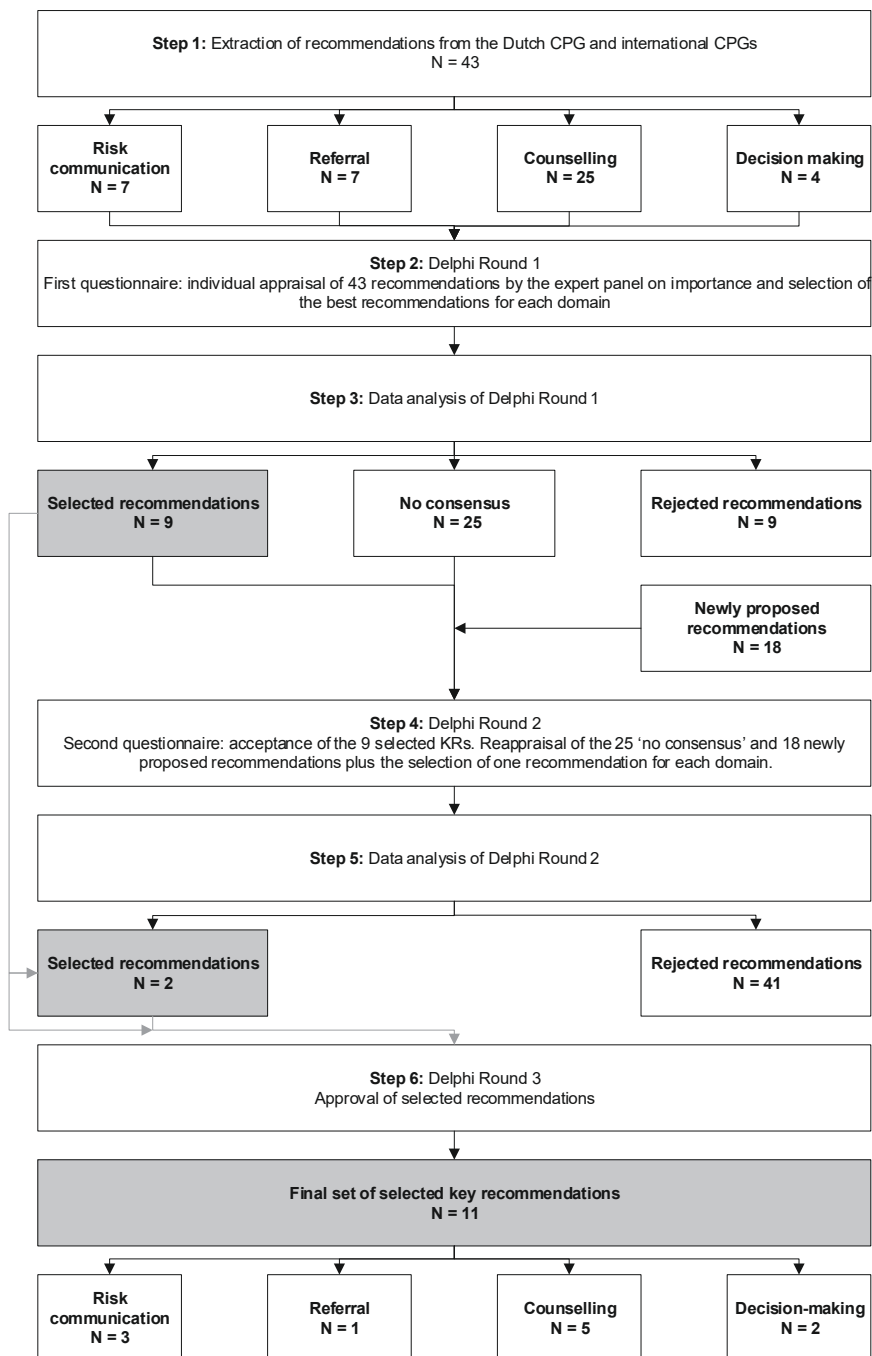 Step 1: Extraction of recommendations from the Dutch CPG and international CPGs
N = 43
Risk
communication
N = 7
Referral
N = 7
Counselling
N = 25
Decision making
N = 4
Step 2: Delphi Round 1
First questionnaire: individual appraisal of 43 recommendations by the expert panel on importance and selection of
the best recommendations for each domain
Step 3: Data analysis of Delphi Round 1
Selected recommendations
N = 9
No consensus
N = 25
Rejected recommendations
N = 9
Newly proposed
recommendations
N = 18
Step 4: Delphi Round 2
Second questionnaire: acceptance of the 9 selected KRs. Reappraisal of the 25 ‘no consensus’ and 18 newly
proposed recommendations plus the selection of one recommendation for each domain.
Step 5: Data analysis of Delphi Round 2
Selected recommendations
N = 2
Rejected recommendations
N = 41
Step 6: Delphi Round 3
Approval of selected recommendations
Final set of selected key recommendations
N = 11
Risk
communication
N = 3
Referral
N = 1
Counselling
N = 5
Decision-making
N = 2